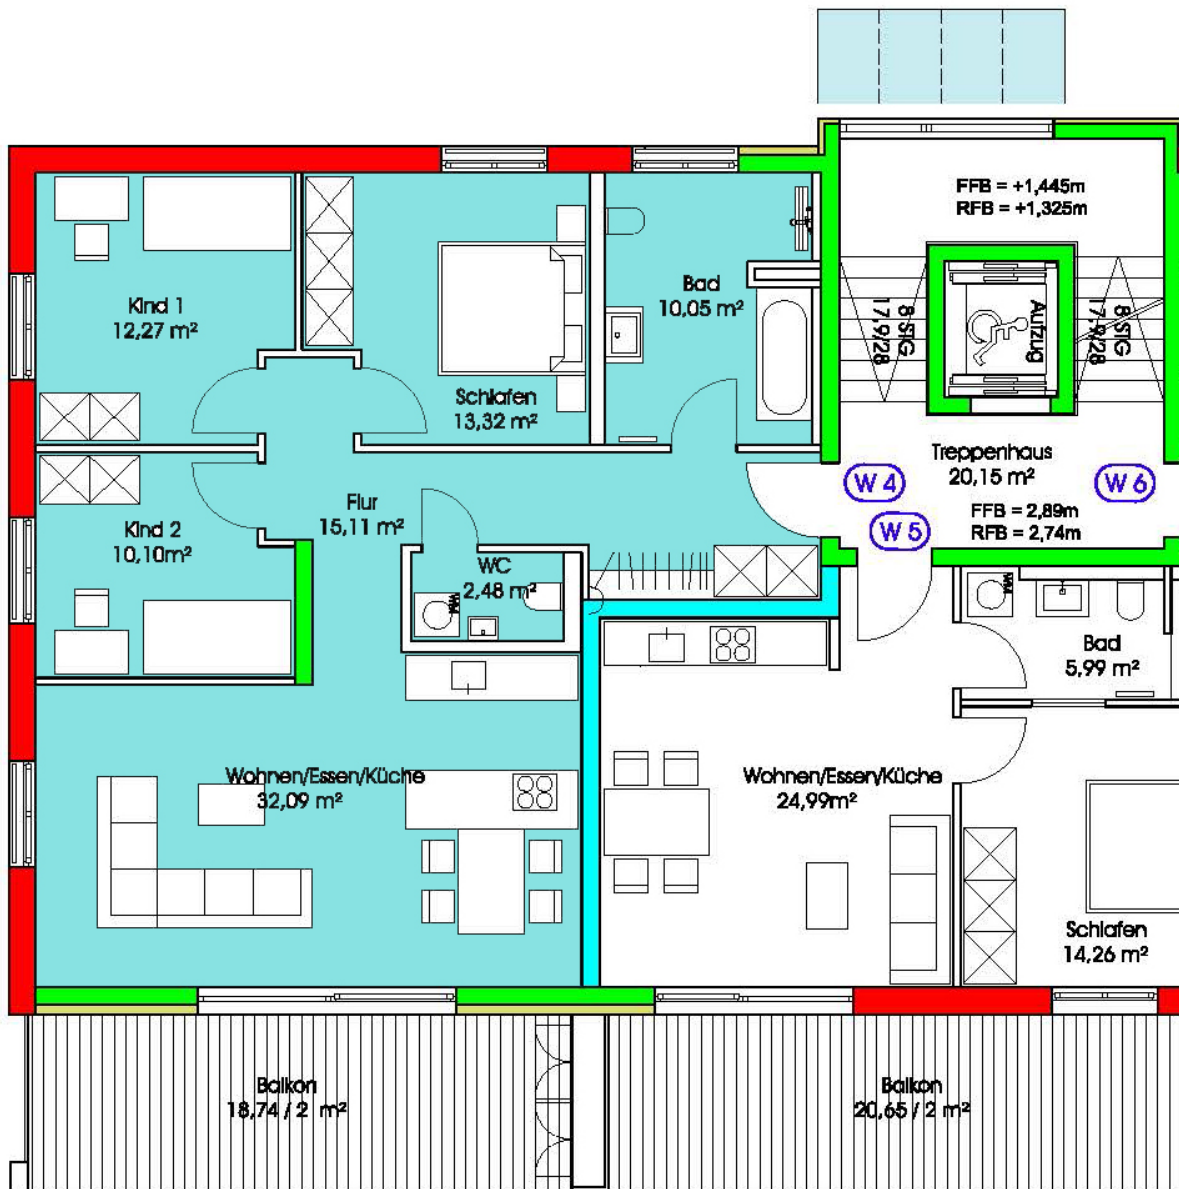 FFB = +1,445m
RFB = +1,325m
Kind 1
12,27 m²
Bad
10,05 m²
8 STG
17,9/28
Aufzug
8 STG
17,9/28
Schlafen
13,32 m²
Treppenhaus
20,15 m²
W 4
W 6
Flur
15,11 m²
FFB = 2,89m
RFB = 2,74m
W 5
Kind 2
10,10m²
WC
2,48 m²
WM
WM
Bad
5,99 m²
Wohnen/Essen/Küche
32,09 m²
Wohnen/Essen/Küche
24,99m²
Schlafen
14,26 m²
Balkon
18,74 / 2 m²
Balkon
20,65 / 2 m²